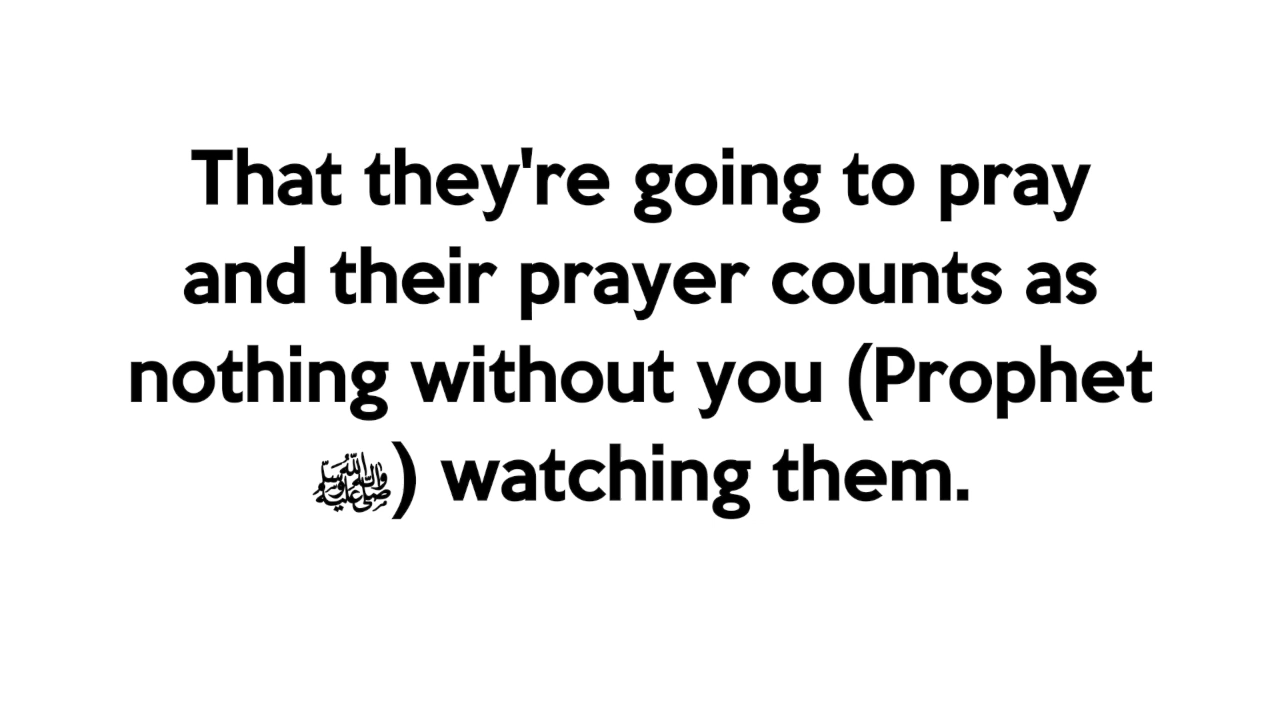 That they're going to pray
and their prayer counts as
nothing without you (Prophet
ﷺ) watching them.